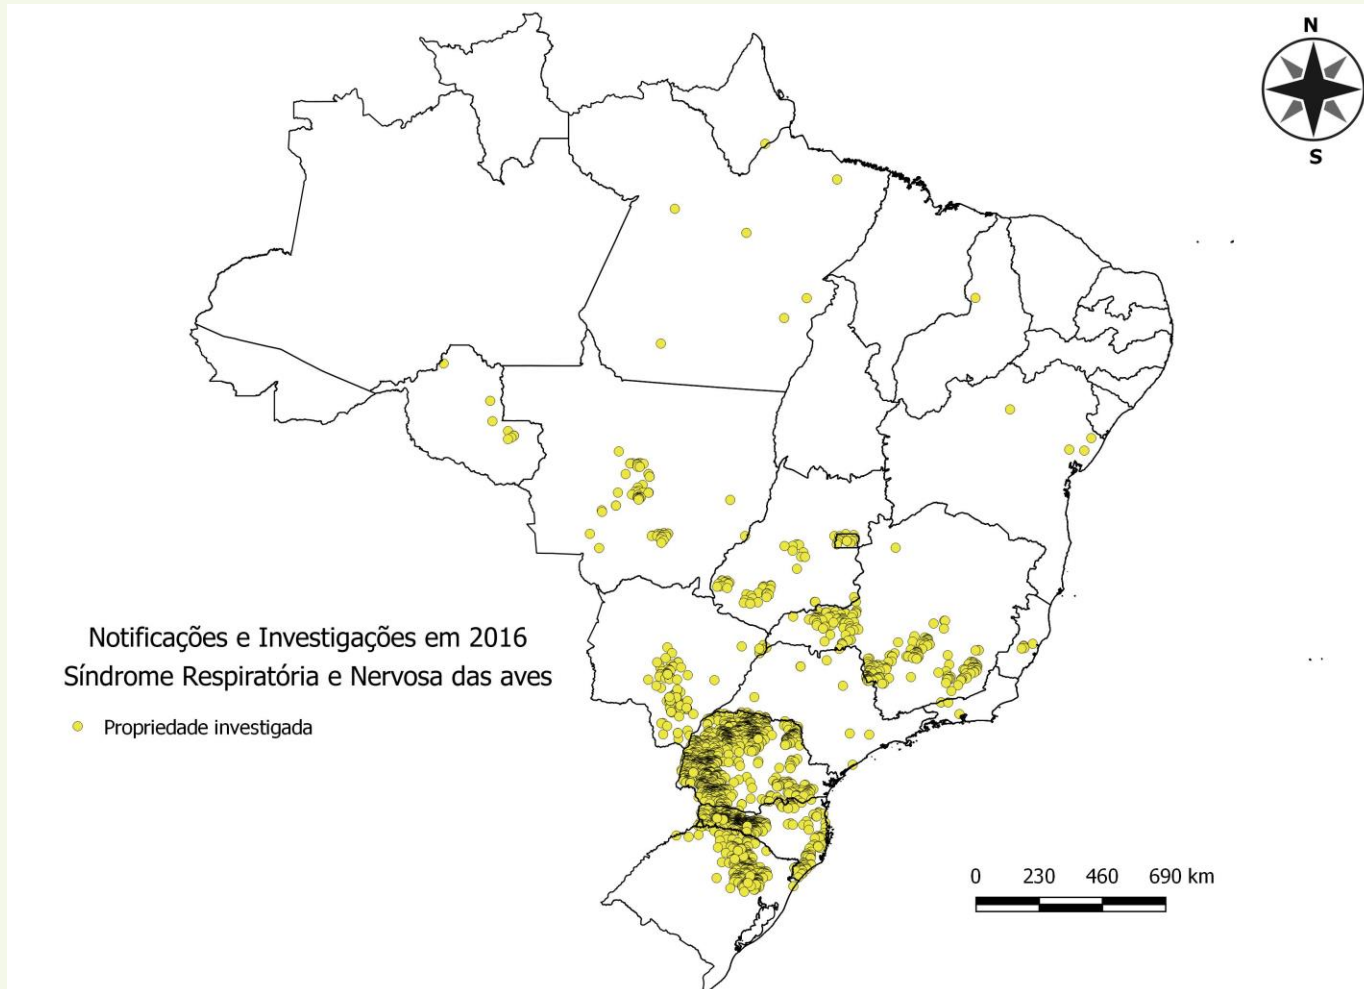 N
S
Notificações e Investigações em 2016
Síndrome Respiratória e Nervosa das aves
Propriedade investigada
0 230 460 690 km